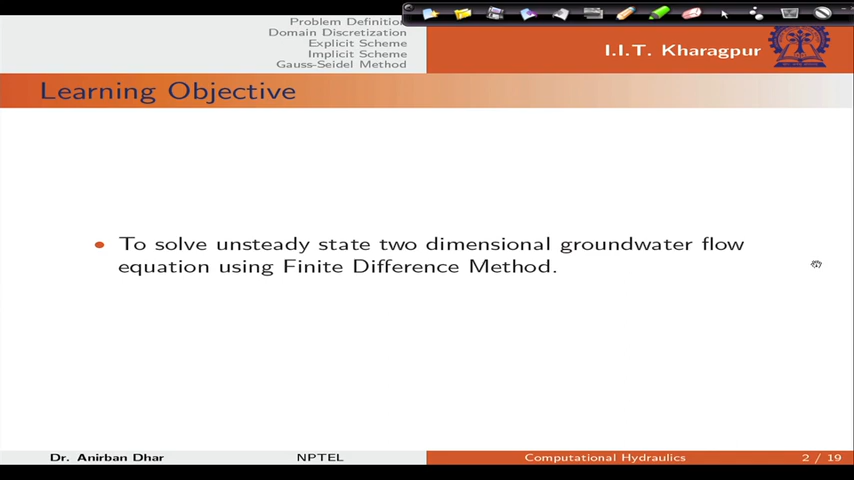 Problem Definition
Domain Discretization
Explicit Scheme
Implicit Scheme
Gauss-Seidel Method
I.I.T. Kharagpur
Learning Objective
To solve unsteady state two dimensional groundwater flow
equation using Finite Difference Method.
Dr. Anirban Dhar NPTEL Computational Hydraulics 2 / 19